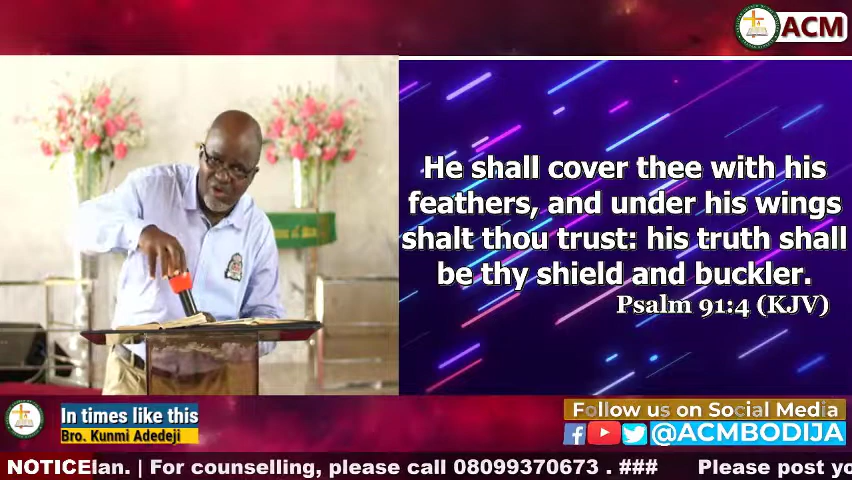 ACM
He shall cover thee with his
feathers, and under his wings
shalt thou trust: his truth shall
be thy shield and buckler.
Psalm 91:4 (KJV)
In times like this
Bro. Kunmi Adedeji
Follow us on Social Media
@ACMBODIJA
NOTICE lan. | For counselling, please call 08099370673 . ### Please post yo